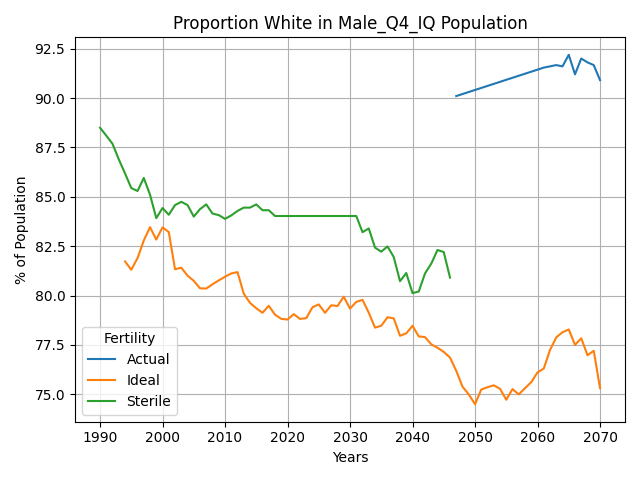 Proportion White in Male_Q4_IQ Population
% of Population
92.5
90.0
87.5
85.0
82.5
80.0
77.5
75.0
Fertility
Actual
Ideal
Sterile
1990 2000 2010 2020 2030 2040 2050 2060 2070
Years